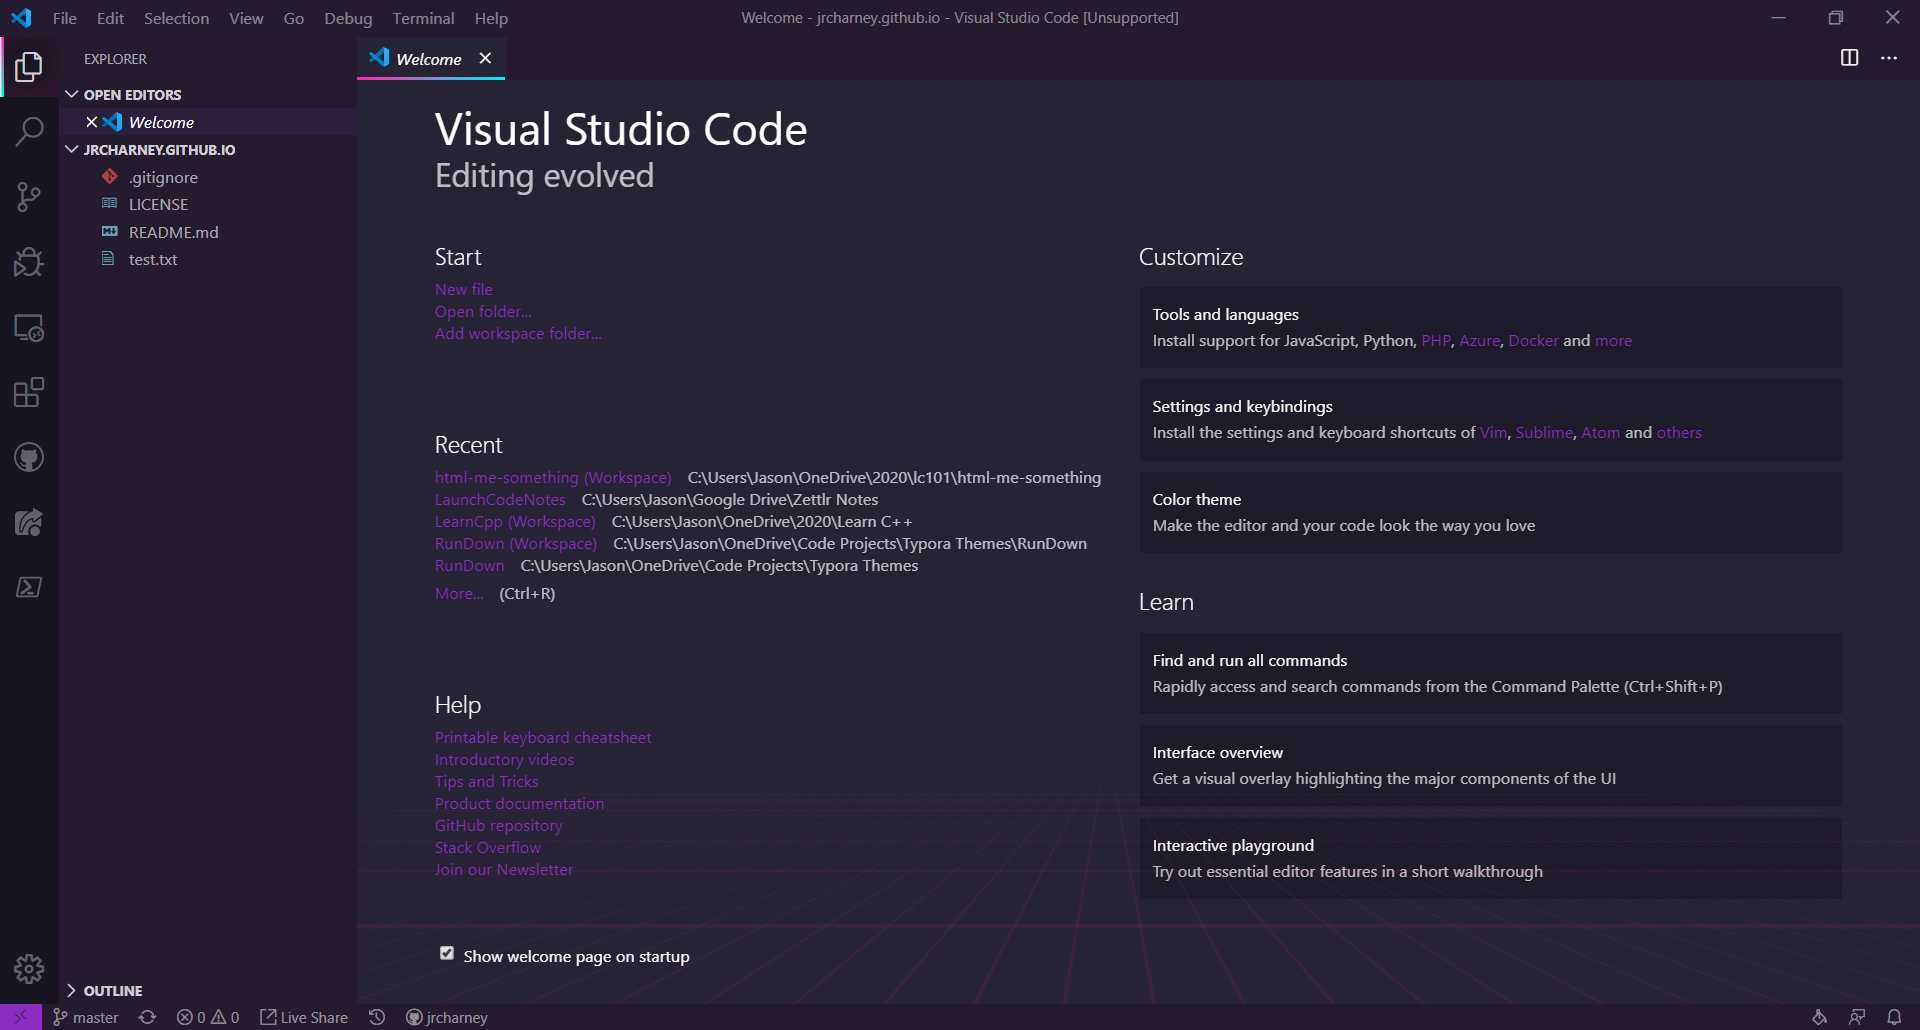 File Edit Selection View Go Debug Terminal Help
Welcome - jrcharney.github.io - Visual Studio Code [Unsupported]
EXPLORER
OPEN EDITORS
Welcome
JRCHARNEY.GITHUB.IO
.gitignore
LICENSE
README.md
test.txt
OUTLINE
Welcome
Visual Studio Code
Editing evolved
Start
New file
Open folder...
Add workspace folder...
Recent
html-me-something (Workspace) C:\Users\Jason\OneDrive\2020\lc101\html-me-something
LaunchCodeNotes C:\Users\Jason\Google Drive\Zettlr Notes
LearnCpp (Workspace) C:\Users\Jason\OneDrive\2020\Learn C++
RunDown (Workspace) C:\Users\Jason\OneDrive\Code Projects\Typora Themes\RunDown
RunDown C:\Users\Jason\OneDrive\Code Projects\Typora Themes
More... (Ctrl+R)
Help
Printable keyboard cheatsheet
Introductory videos
Tips and Tricks
Product documentation
GitHub repository
Stack Overflow
Join our Newsletter
Show welcome page on startup
Customize
Tools and languages
Install support for JavaScript, Python, PHP, Azure, Docker and more
Settings and keybindings
Install the settings and keyboard shortcuts of Vim, Sublime, Atom and others
Color theme
Make the editor and your code look the way you love
Learn
Find and run all commands
Rapidly access and search commands from the Command Palette (Ctrl+Shift+P)
Interface overview
Get a visual overlay highlighting the major components of the UI
Interactive playground
Try out essential editor features in a short walkthrough
master 0 0 Live Share jrcharney